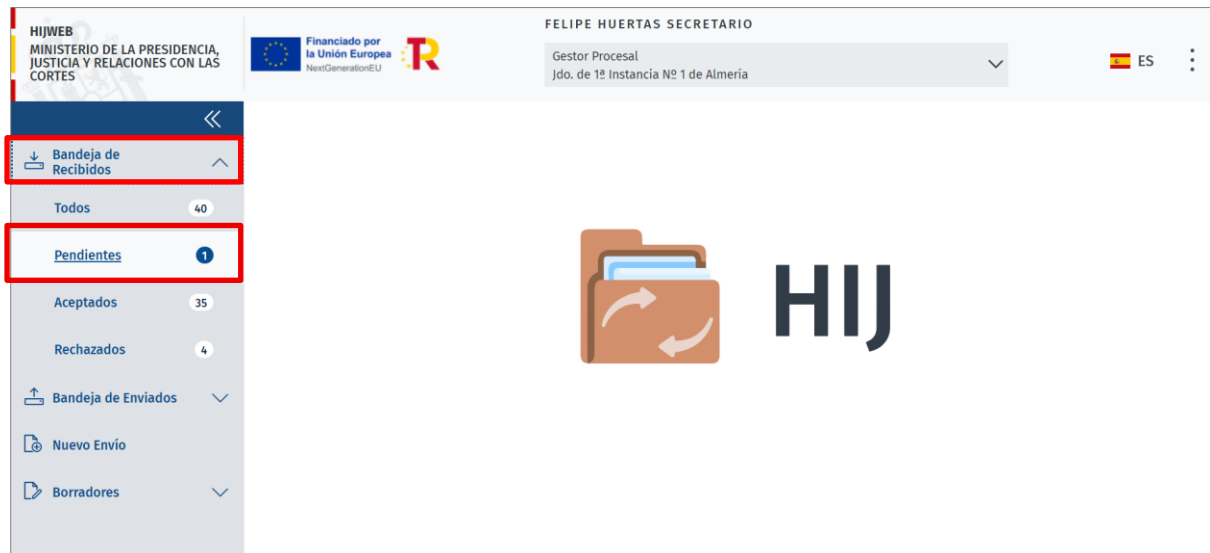 HIJWEB
MINISTERIO DE LA PRESIDENCIA,
JUSTICIA Y RELACIONES CON LAS
CORTES
Financiado por
la Unión Europea
NextGenerationEU
R
FELIPE HUERTAS SECRETARIO
Gestor Procesal
Jdo. de 1ª Instancia Nº 1 de Almería
ES
Bandeja de
Recibidos
Todos 40
Pendientes 1
Aceptados 35
Rechazados 4
Bandeja de Enviados
Nuevo Envío
Borradores
HIJ